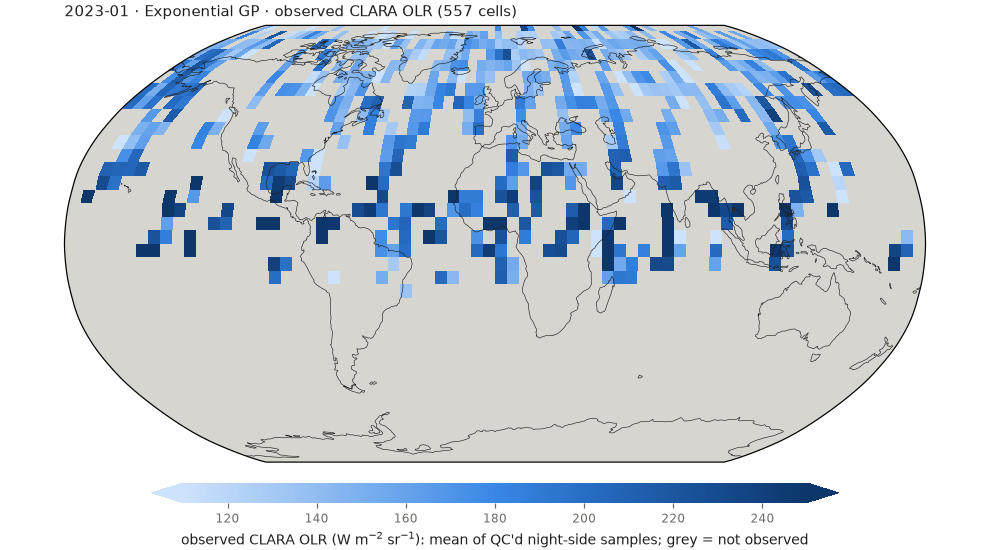 2023-01 · Exponential GP · observed CLARA OLR (557 cells)
120 140 160 180 200 220 240
observed CLARA OLR (W m⁻² sr⁻¹): mean of QC'd night-side samples; grey = not observed